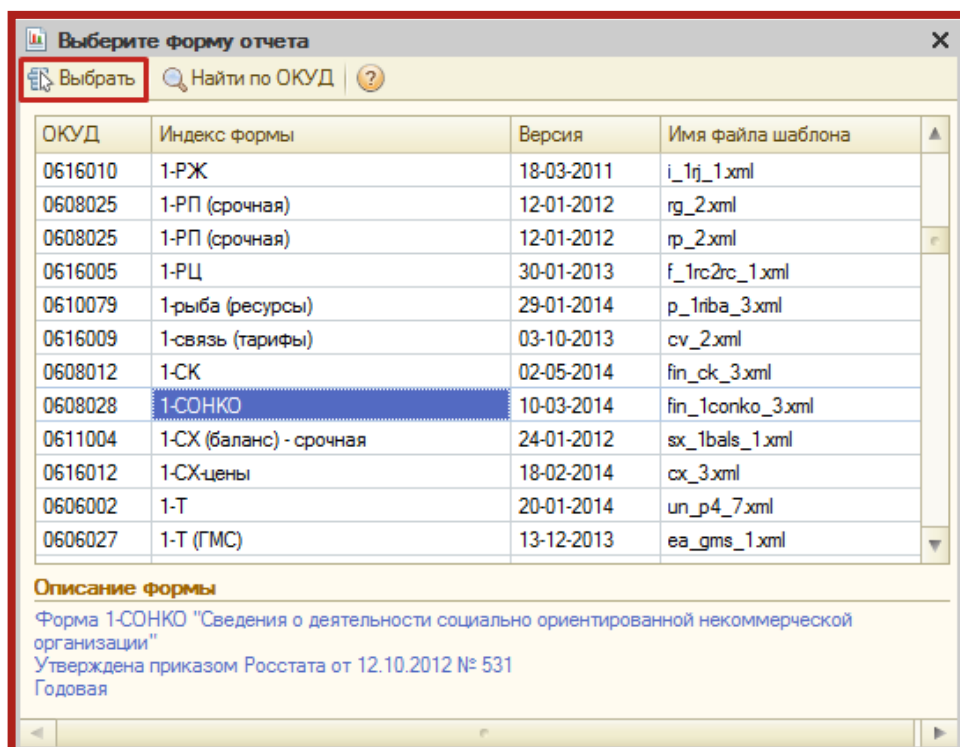 Выберите форму отчета
Выбрать Найти по ОКУД
ОКУД Индекс формы Версия Имя файла шаблона
0616010 1-РЖ 18-03-2011 i_1rj_1.xml
0608025 1-РП (срочная) 12-01-2012 rg_2.xml
0608025 1-РП (срочная) 12-01-2012 rp_2.xml
0616005 1-РЦ 30-01-2013 f_1rc2rc_1.xml
0610079 1-рыба (ресурсы) 29-01-2014 p_1riba_3.xml
0616009 1-связь (тарифы) 03-10-2013 cv_2.xml
0608012 1-СК 02-05-2014 fin_ck_3.xml
0608028 1-СОНКО 10-03-2014 fin_1conko_3.xml
0611004 1-СХ (баланс) - срочная 24-01-2012 sx_1bals_1.xml
0616012 1-СХ-цены 18-02-2014 cx_3.xml
0606002 1-Т 20-01-2014 un_p4_7.xml
0606027 1-Т (ГМС) 13-12-2013 ea_gms_1.xml
Описание формы
Форма 1-СОНКО "Сведения о деятельности социально ориентированной некоммерческой
организации"
Утверждена приказом Росстата от 12.10.2012 № 531
Годовая